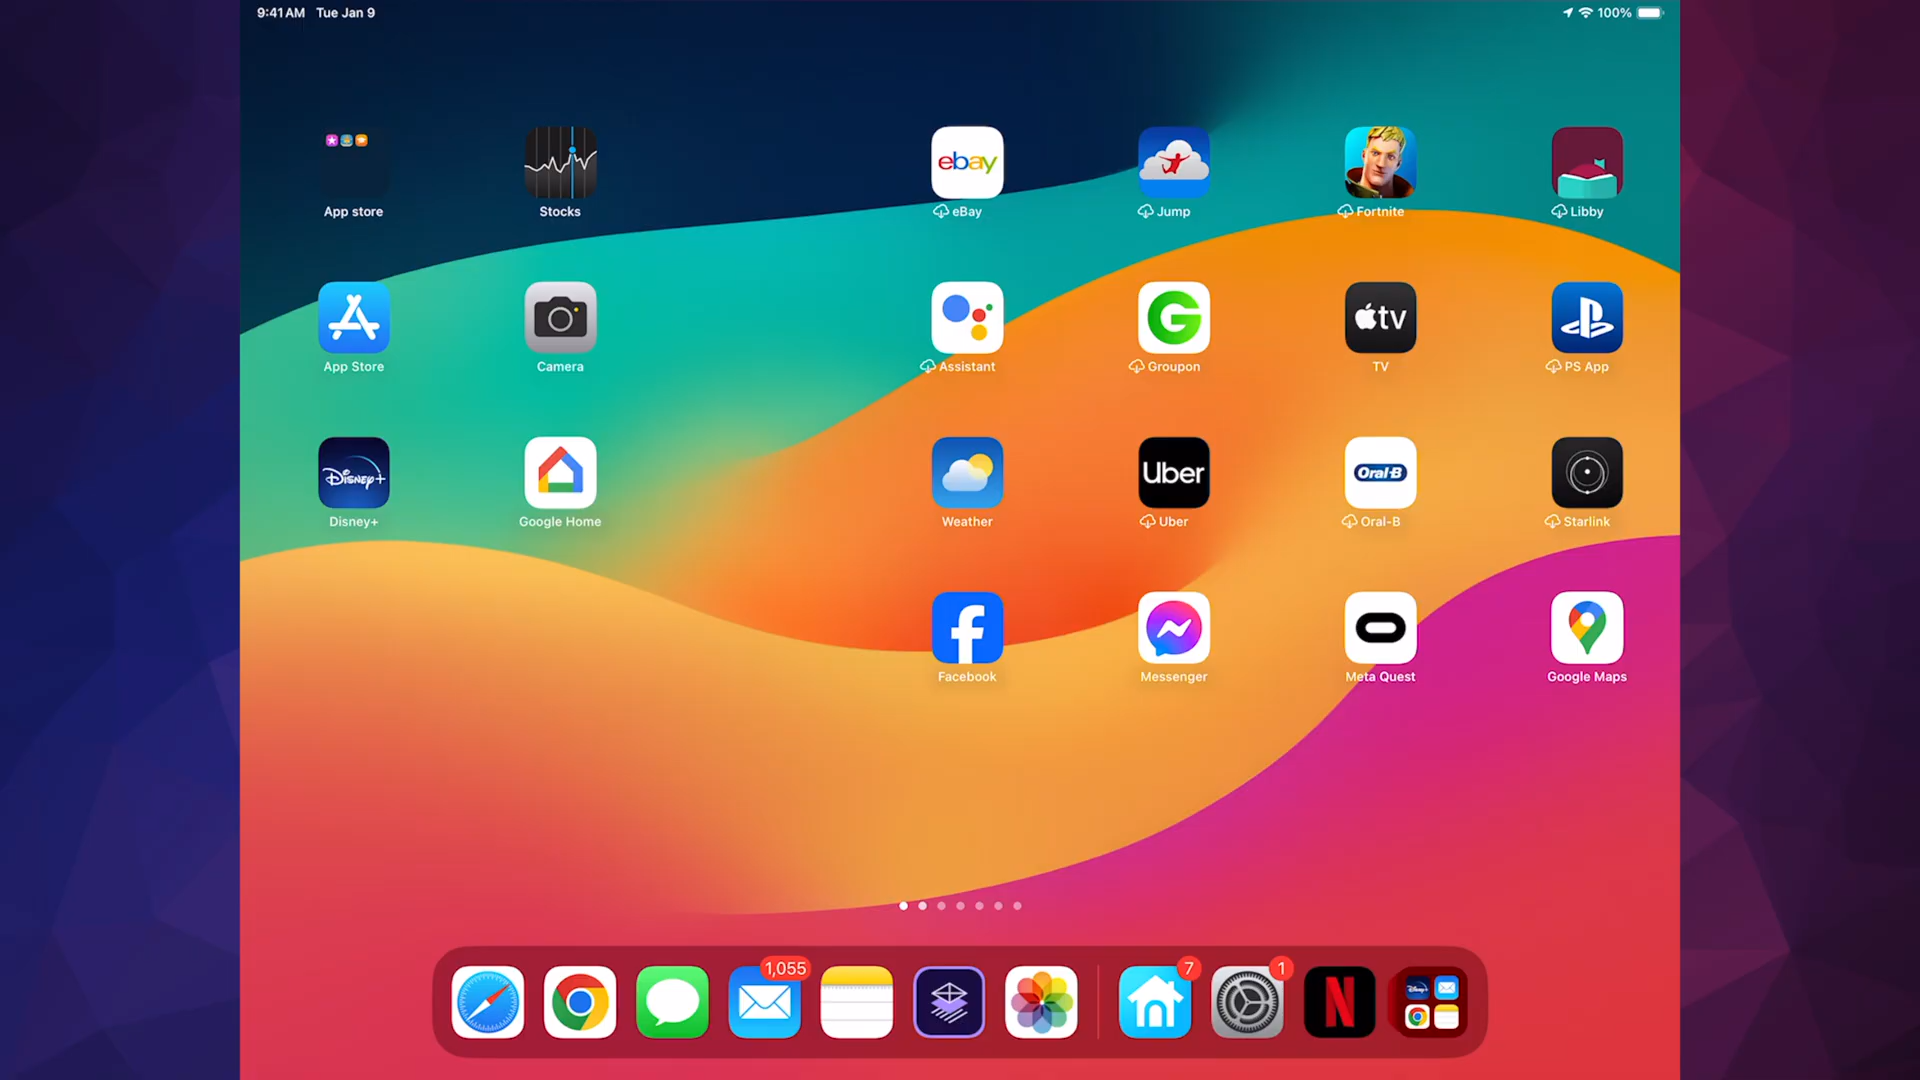 9:41 AM Tue Jan 9
100%
ebay
App store
Stocks
eBay
Jump
Fortnite
Libby
tv
App Store
Camera
Assistant
Groupon
TV
PS App
Disney+
Uber
Oral-B
Disney+
Google Home
Weather
Uber
Oral-B
Starlink
Facebook
Messenger
Meta Quest
Google Maps
1,055
7
1
N
Disney+